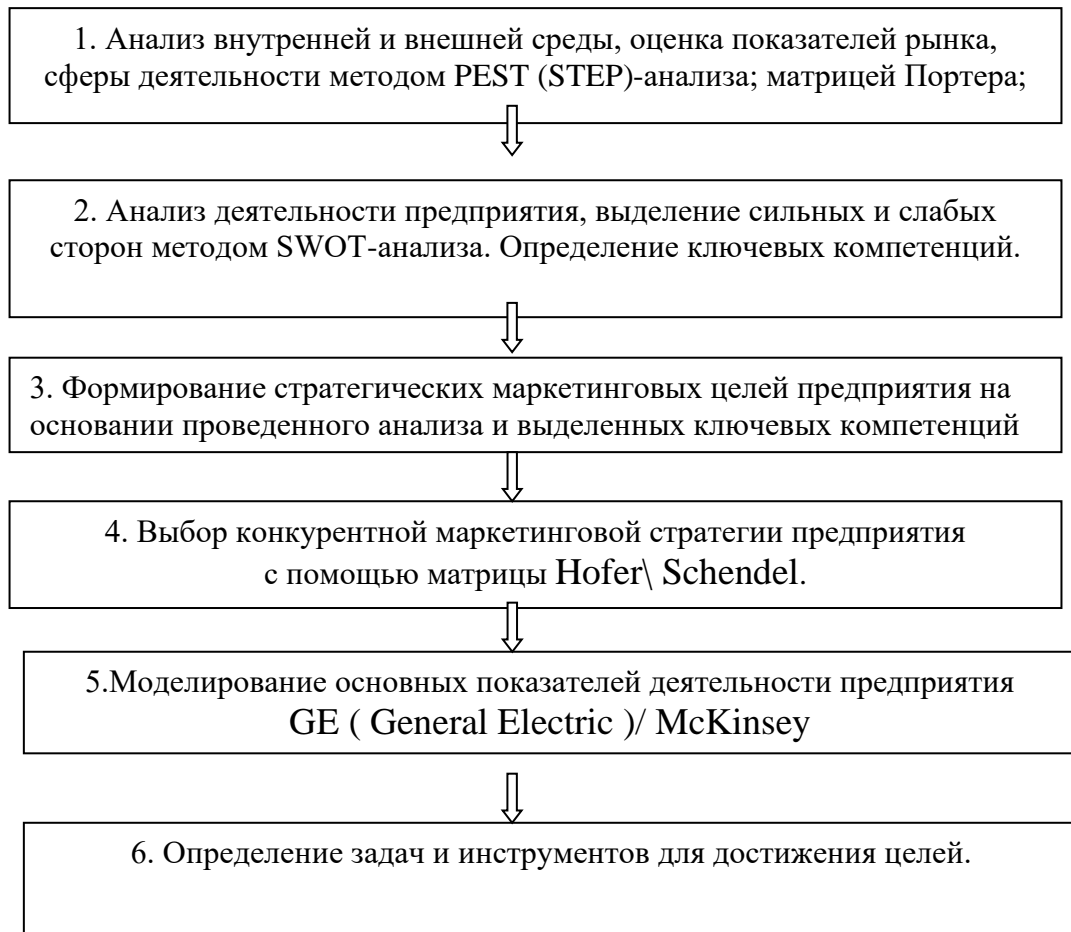 1. Анализ внутренней и внешней среды, оценка показателей рынка,
сферы деятельности методом PEST (STEP)-анализа; матрицей Портера;
2. Анализ деятельности предприятия, выделение сильных и слабых
сторон методом SWOT-анализа. Определение ключевых компетенций.
3. Формирование стратегических маркетинговых целей предприятия на
основании проведенного анализа и выделенных ключевых компетенций
4. Выбор конкурентной маркетинговой стратегии предприятия
с помощью матрицы Hofer\ Schendel.
5.Моделирование основных показателей деятельности предприятия
GE ( General Electric )/ McKinsey
6. Определение задач и инструментов для достижения целей.